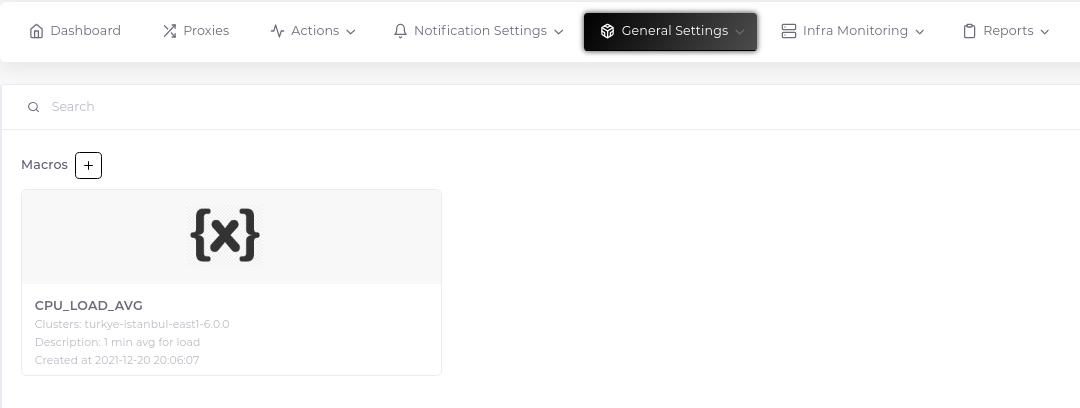 Dashboard Proxies Actions Notification Settings General Settings Infra Monitoring Reports
Search
Macros +
{x}
CPU_LOAD_AVG
Clusters: turkye-istanbul-east1-6.0.0
Description: 1 min avg for load
Created at 2021-12-20 20:06:07